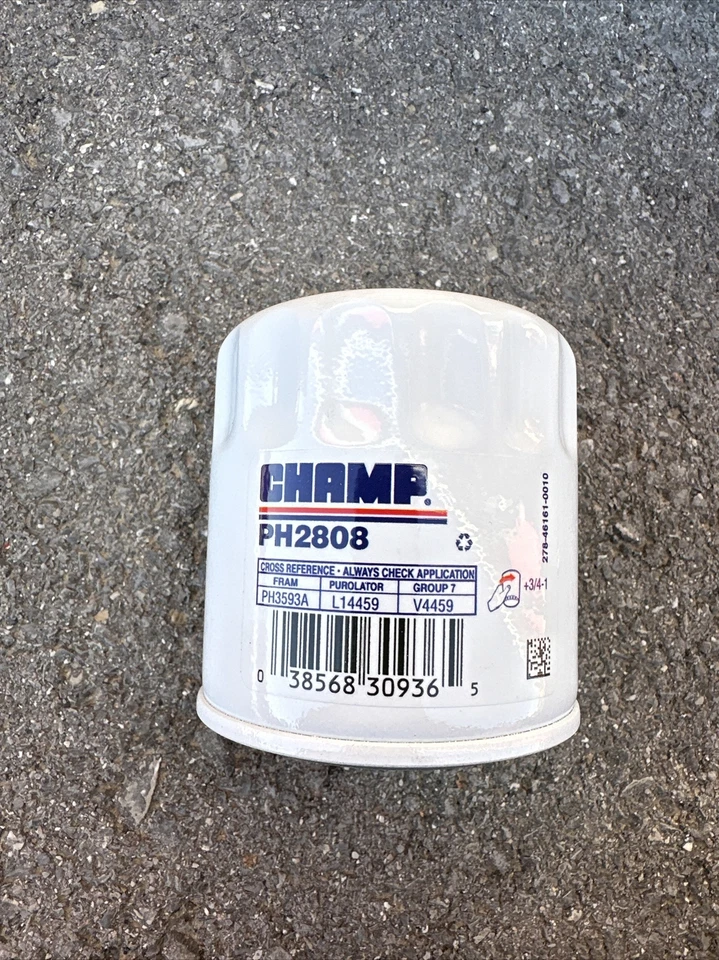 CHAMP®
PH2808
CROSS REFERENCE • ALWAYS CHECK APPLICATION
FRAM PUROLATOR GROUP 7
PH3593A L14459 V4459
0 38568 30936 5
+3/4-1
278-46161-0010